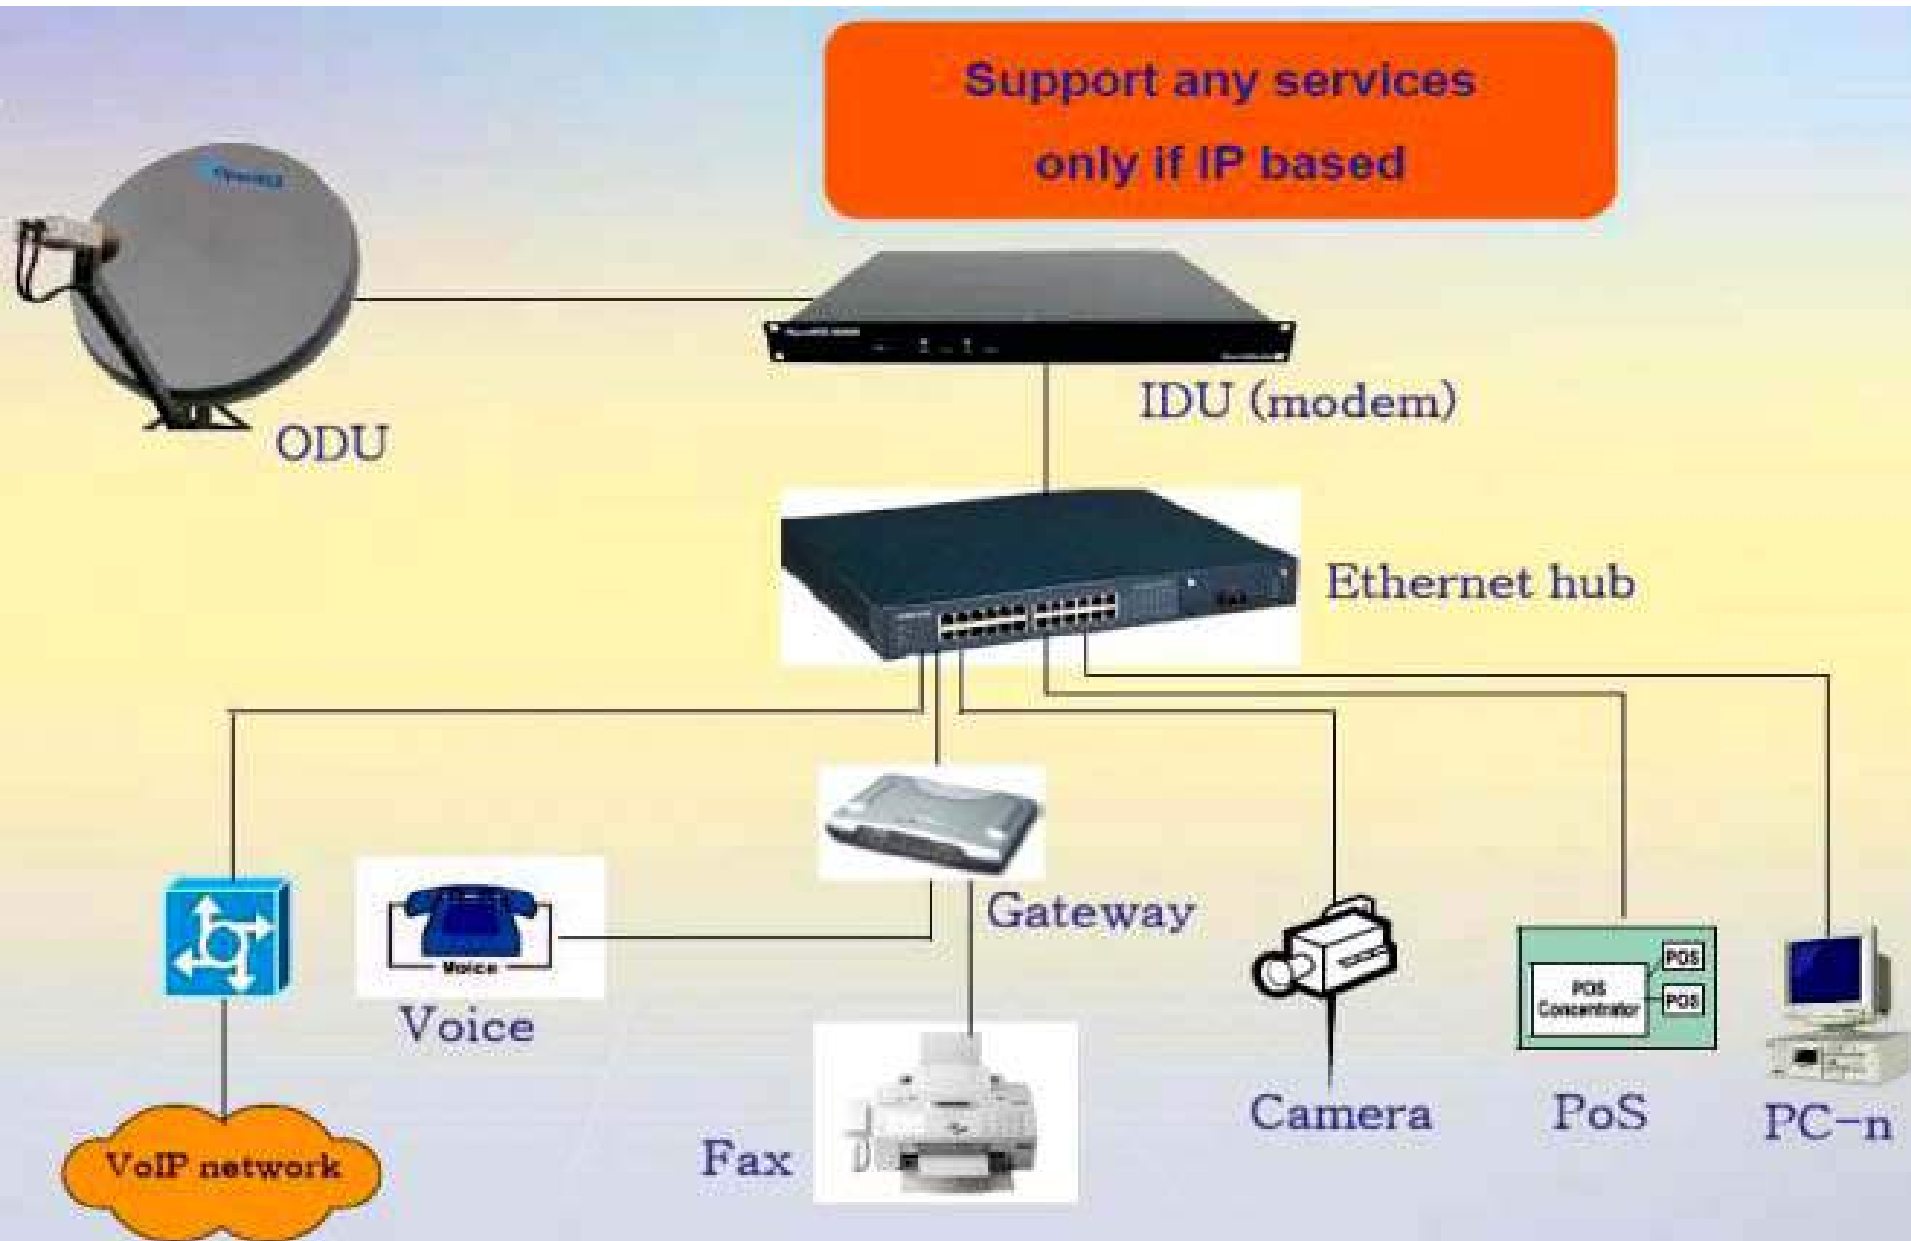 Support any services
only if IP based
ODU
IDU (modem)
Ethernet hub
Gateway
Voice
Voice
POS
POS
Concentrator
POS
Camera
PoS
PC-n
Fax
VoIP network